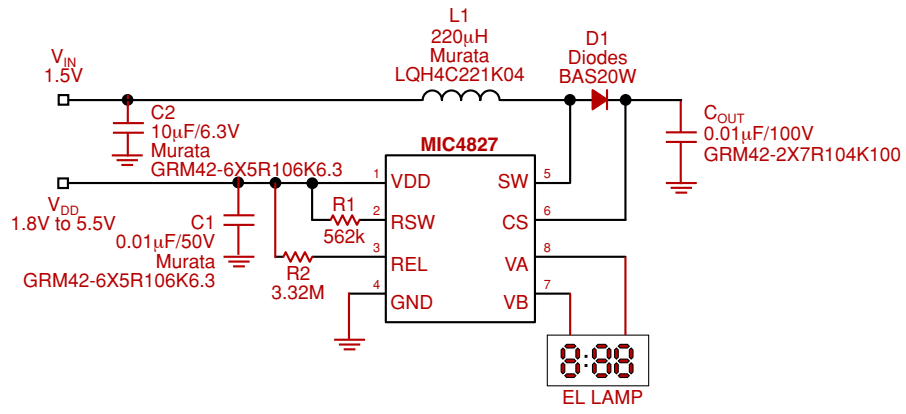 L1
220µH
Murata
LQH4C221K04
D1
Diodes
BAS20W
VIN
1.5V
C2
10µF/6.3V
Murata
GRM42-6X5R106K6.3
COUT
0.01µF/100V
GRM42-2X7R104K100
MIC4827
1
VDD
SW
5
VDD
1.8V to 5.5V
C1
0.01µF/50V
Murata
GRM42-6X5R106K6.3
R1
562k
2
RSW
CS
6
R2
3.32M
3
REL
VA
8
4
GND
VB
7
8:88
EL LAMP